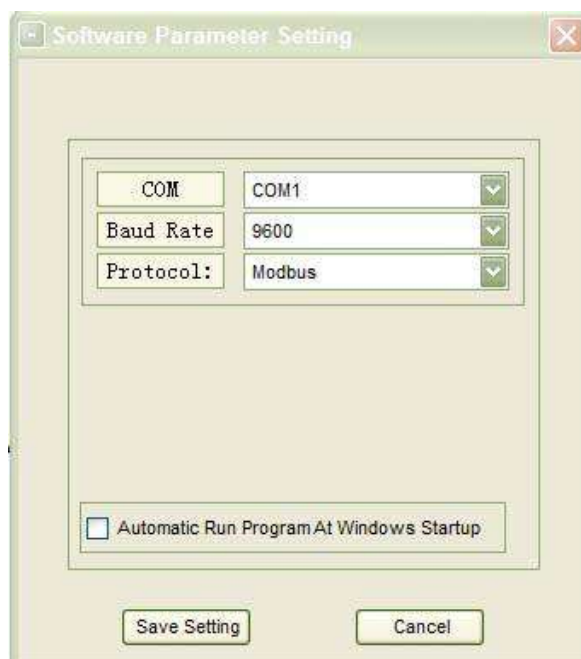 Software Parameter Setting
COM COM1
Baud Rate 9600
Protocol: Modbus
Automatic Run Program At Windows Startup
Save Setting Cancel